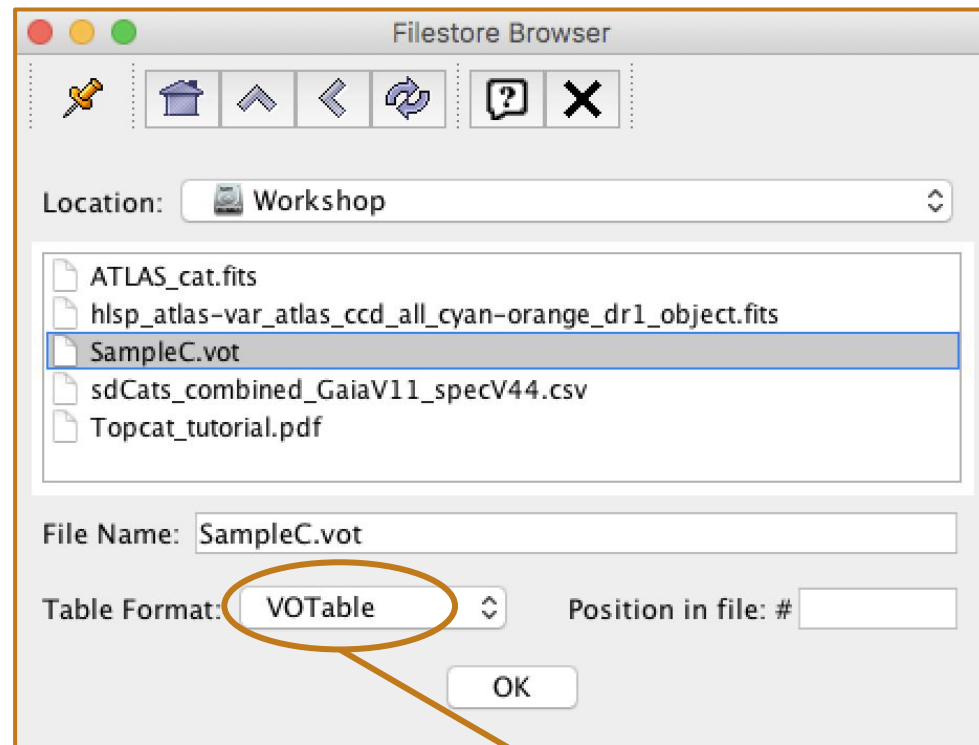 Filestore Browser
?
Location: Workshop
ATLAS_cat.fits
hlsp_atlas-var_atlas_ccd_all_cyan-orange_dr1_object.fits
SampleC.vot
sdCats_combined_GaiaV11_specV44.csv
Topcat_tutorial.pdf
File Name: SampleC.vot
Table Format: VOTable Position in file: #
OK